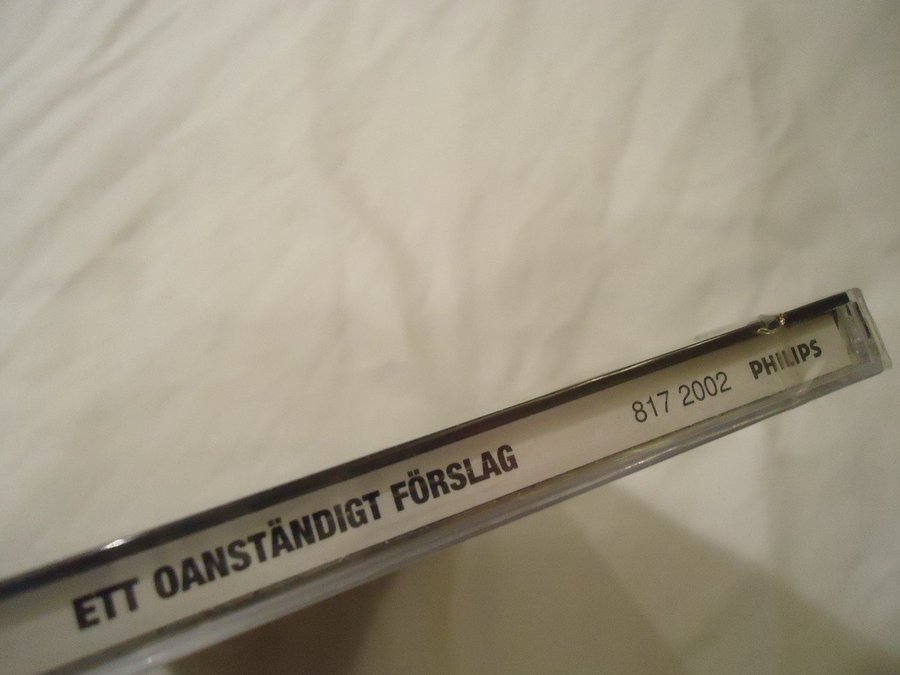 ETT OANSTÄNDIGT FÖRSLAG 817 2002 PHILIPS